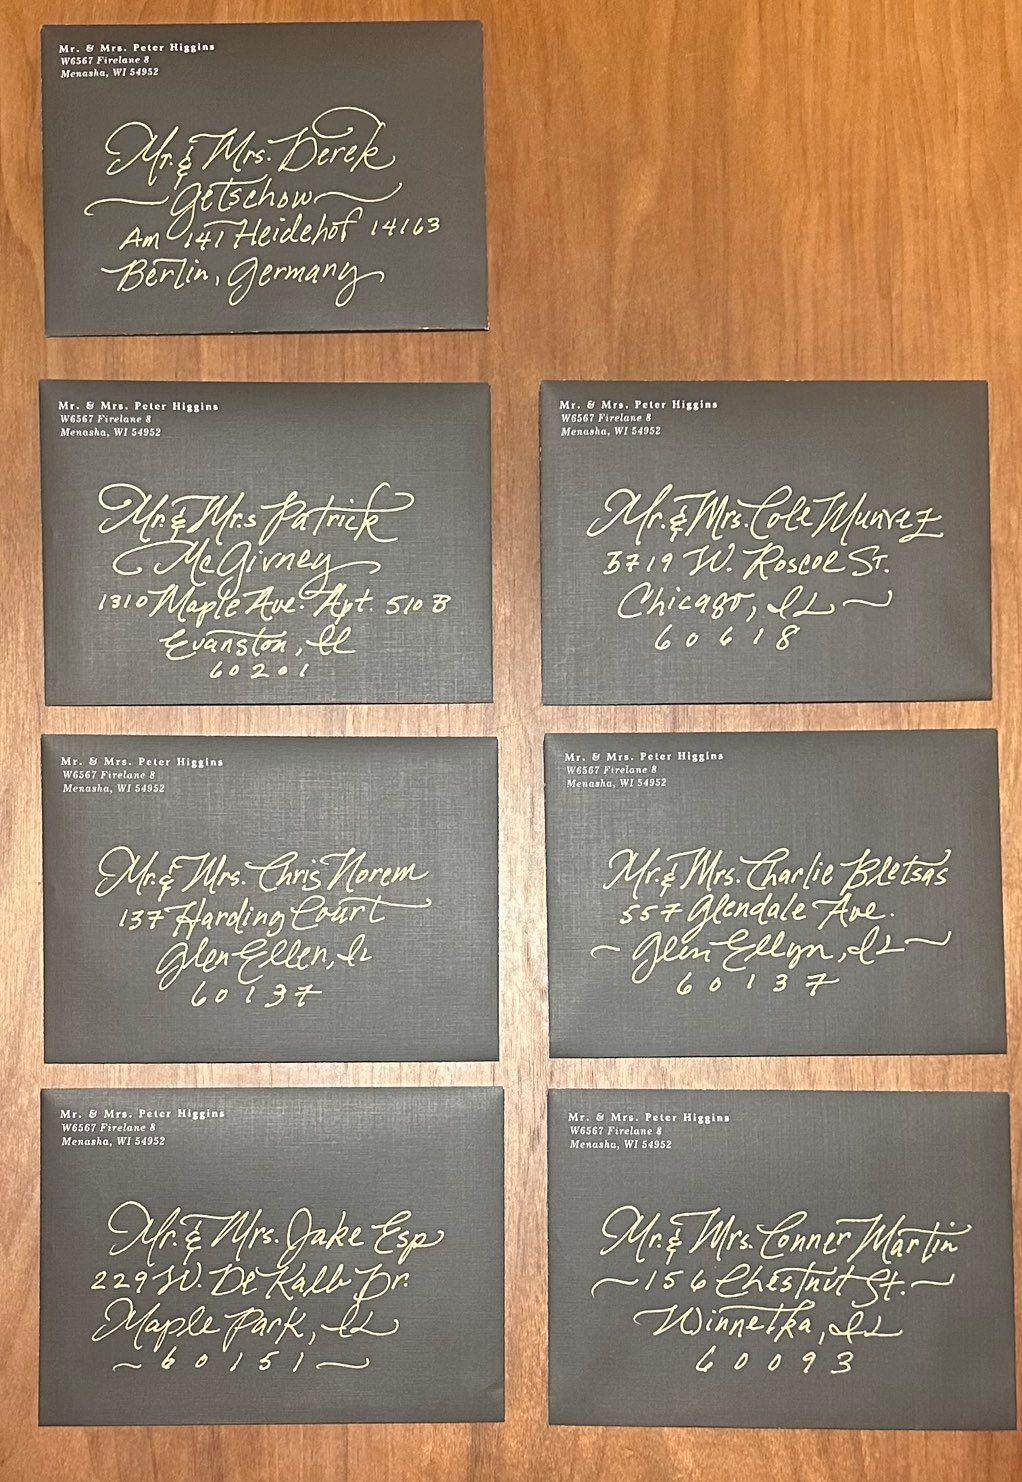 Mr. & Mrs. Peter Higgins
W6567 Firelane 8
Menasha, WI 54952
Mr. & Mrs. Derek
Getschow
Am 141 Heidehof 14163
Berlin, Germany
Mr. & Mrs. Peter Higgins
W6567 Firelane 8
Menasha, WI 54952
Mr. & Mrs Patrick
McGivney
1310 Maple Ave. Apt. 510 B
Evanston, Il
60201
Mr. & Mrs. Peter Higgins
W6567 Firelane 8
Menasha, WI 54952
Mr. & Mrs. Cole Munvez
3719 W. Roscoe St.
Chicago, IL
60618
Mr. & Mrs. Peter Higgins
W6567 Firelane 8
Menasha, WI 54952
Mr. & Mrs. Chris Norem
137 Harding Court
Glen Ellen, IL
60137
Mr. & Mrs. Peter Higgins
W6567 Firelane 8
Menasha, WI 54952
Mr. & Mrs. Charlie Bletsas
557 Glendale Ave.
Glen Ellyn, IL
60137
Mr. & Mrs. Peter Higgins
W6567 Firelane 8
Menasha, WI 54952
Mr. & Mrs. Jake Esp
229 W. De Kalb Dr.
Maple Park, IL
60151
Mr. & Mrs. Peter Higgins
W6567 Firelane 8
Menasha, WI 54952
Mr. & Mrs. Conner Martin
156 Chestnut St.
Winnetka, IL
60093